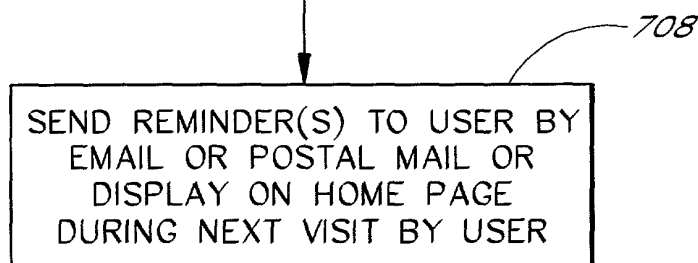 708
SEND REMINDER(S) TO USER BY
EMAIL OR POSTAL MAIL OR
DISPLAY ON HOME PAGE
DURING NEXT VISIT BY USER